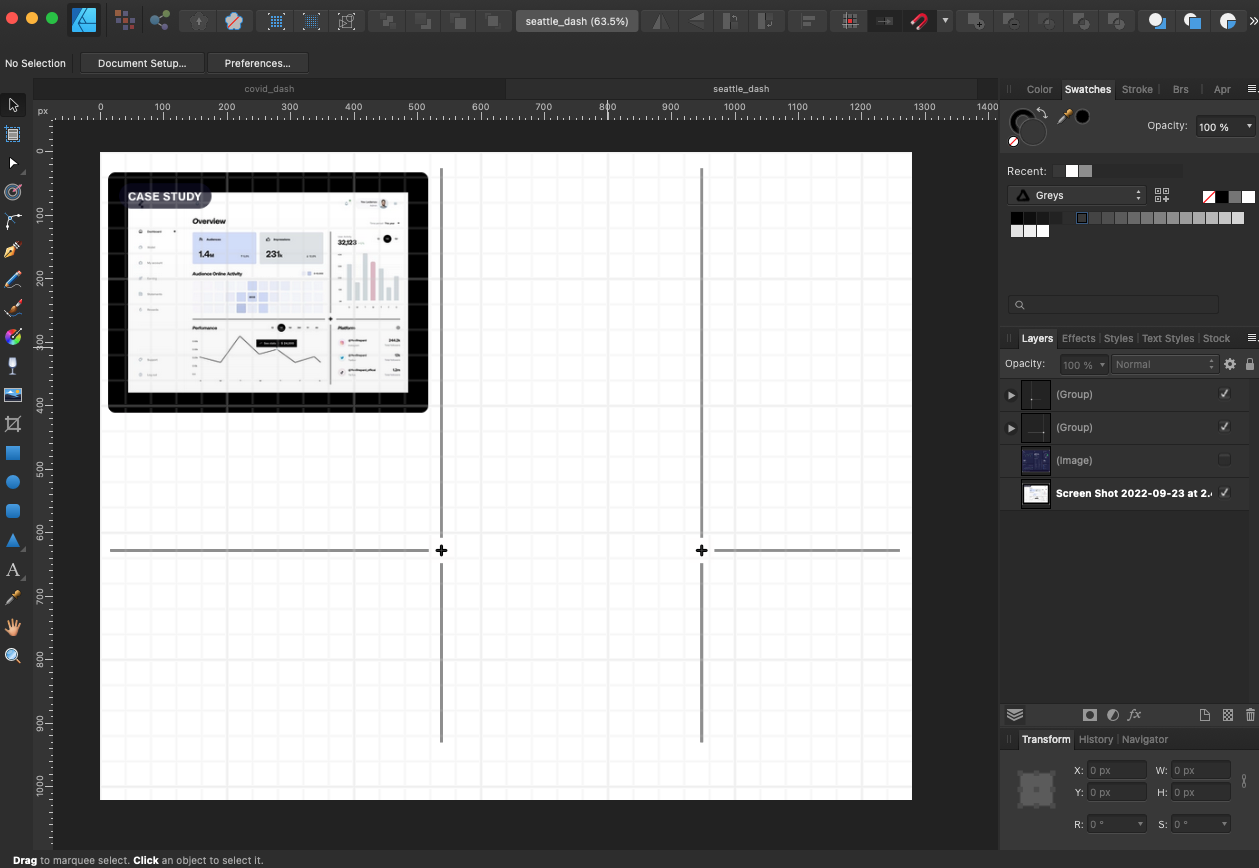 seattle_dash (63.5%)
No Selection
Document Setup...
Preferences...
covid_dash
seattle_dash
px
0 100 200 300 400 500 600 700 800 900 1000 1100 1200 1300 1400
0
100
200
300
400
500
600
700
800
900
1000
CASE STUDY
Overview
Dashboard
Audience
1.4M
Impressions
231k
32,123
Audience Online Activity
Performance
Platform
Color
Swatches
Stroke
Brs
Apr
Opacity:
100 %
Recent:
Greys
Layers
Effects
Styles
Text Styles
Stock
Opacity:
100 %
Normal
(Group)
(Group)
(Image)
Screen Shot 2022-09-23 at 2.
Transform
History
Navigator
X: 0 px
W: 0 px
Y: 0 px
H: 0 px
R: 0 °
S: 0 °
Drag to marquee select. Click an object to select it.